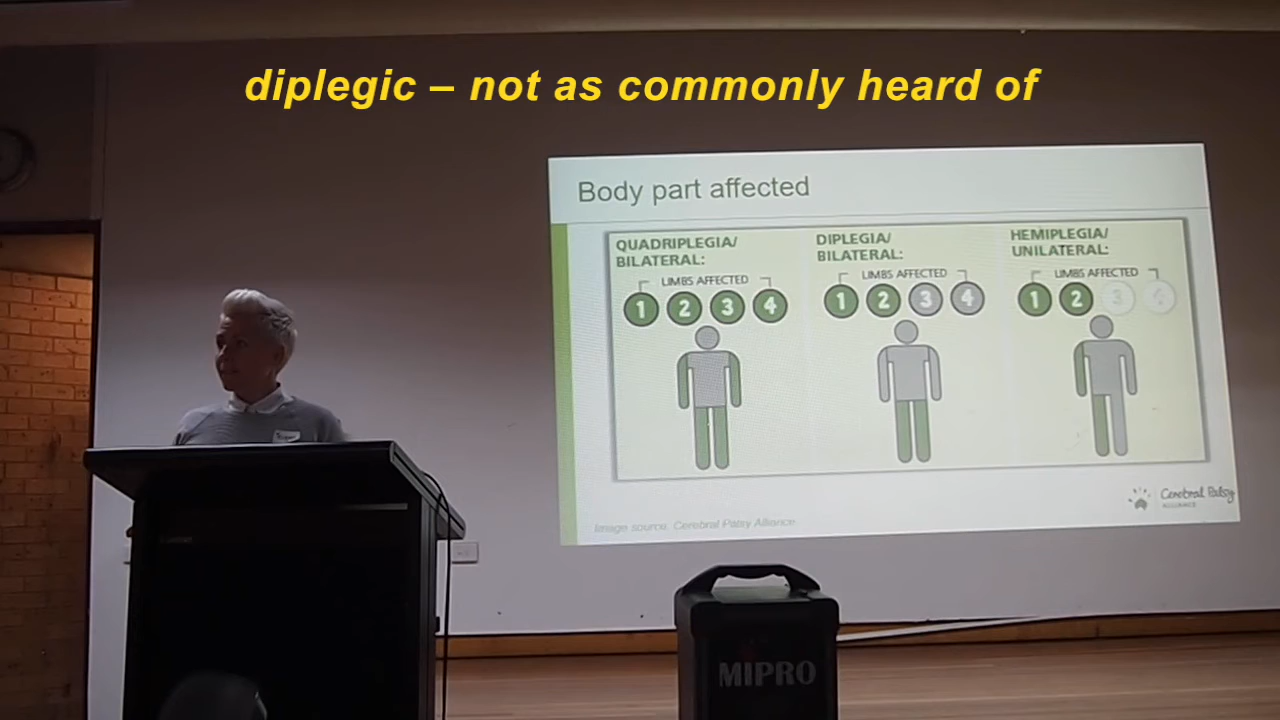 diplegic – not as commonly heard of
Body part affected
QUADRIPLEGIA/
BILATERAL:
LIMBS AFFECTED
1 2 3 4
DIPLEGIA/
BILATERAL:
LIMBS AFFECTED
1 2 3 4
HEMIPLEGIA/
UNILATERAL:
LIMBS AFFECTED
1 2 3 4
Image source: Cerebral Palsy Alliance
Cerebral Palsy
ALLIANCE
MIPRO